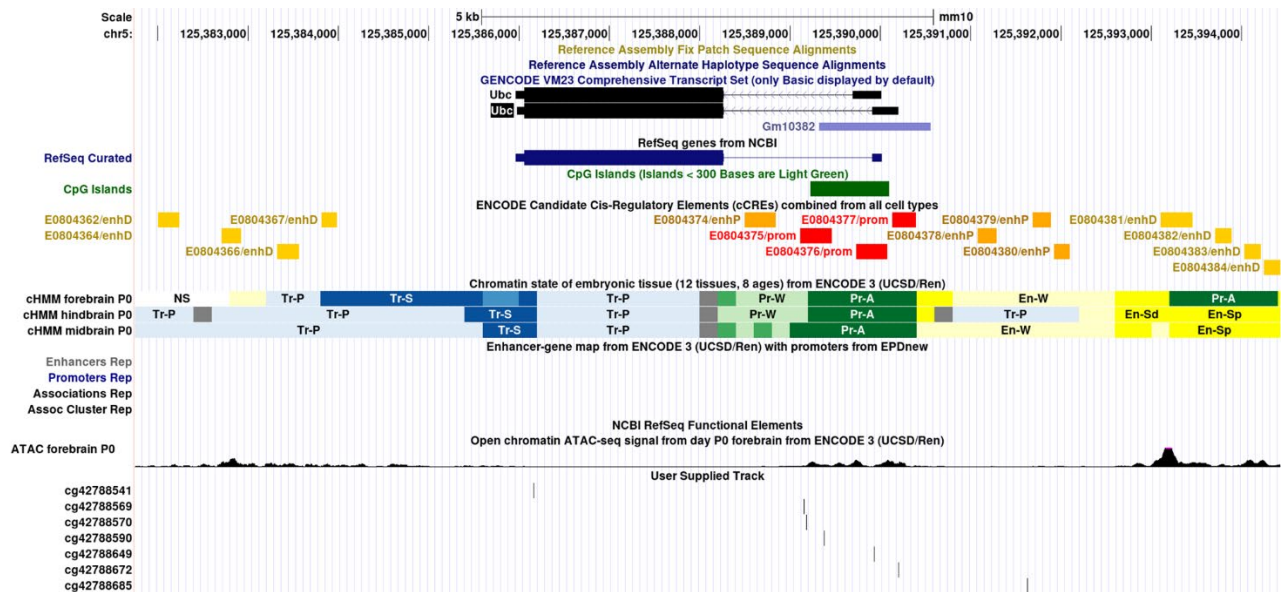 Scale 5 kb mm10
chr5: 125,383,000 125,384,000 125,385,000 125,386,000 125,387,000 125,388,000 125,389,000 125,390,000 125,391,000 125,392,000 125,393,000 125,394,000
Reference Assembly Fix Patch Sequence Alignments
Reference Assembly Alternate Haplotype Sequence Alignments
GENCODE VM23 Comprehensive Transcript Set (only Basic displayed by default)
Ubc
Ubc
Gm10382
RefSeq genes from NCBI
RefSeq Curated
CpG Islands (Islands < 300 Bases are Light Green)
CpG Islands
ENCODE Candidate Cis-Regulatory Elements (cCREs) combined from all cell types
E0804362/enhD E0804367/enhD E0804374/enhP E0804377/prom E0804379/enhP E0804381/enhD
E0804364/enhD E0804375/prom E0804378/enhP E0804382/enhD
E0804366/enhD E0804376/prom E0804380/enhP E0804383/enhD
E0804384/enhD
Chromatin state of embryonic tissue (12 tissues, 8 ages) from ENCODE 3 (UCSD/Ren)
cHMM forebrain P0 NS Tr-P Tr-S Tr-P Pr-W Pr-A En-W Pr-A
cHMM hindbrain P0 Tr-P Tr-P Tr-S Tr-P Pr-W Pr-A Tr-P En-Sd En-Sp
cHMM midbrain P0 Tr-P Tr-S Tr-P Pr-A En-W En-Sp
Enhancer-gene map from ENCODE 3 (UCSD/Ren) with promoters from EPDnew
Enhancers Rep
Promoters Rep
Associations Rep
Assoc Cluster Rep
NCBI RefSeq Functional Elements
Open chromatin ATAC-seq signal from day P0 forebrain from ENCODE 3 (UCSD/Ren)
ATAC forebrain P0
User Supplied Track
cg42788541
cg42788569
cg42788570
cg42788590
cg42788649
cg42788672
cg42788685